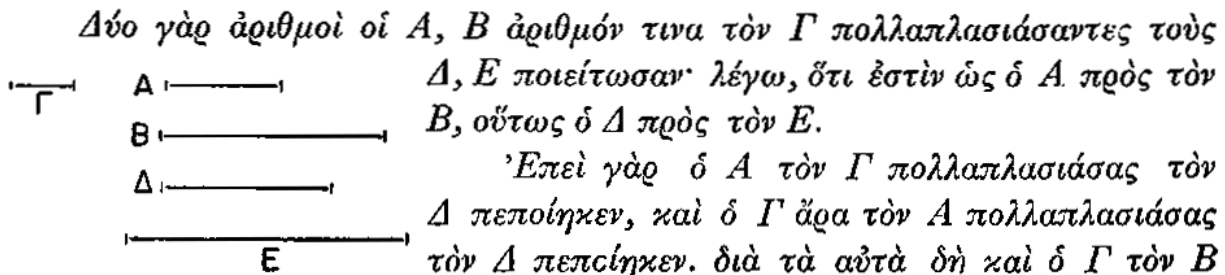 Δύο γὰρ ἀριθμοὶ οἱ Α, Β ἀριθμόν τινα τὸν Γ πολλαπλασιάσαντες τοὺς
Δ, Ε ποιείτωσαν· λέγω, ὅτι ἐστὶν ὡς ὁ Α πρὸς τὸν
Β, οὕτως ὁ Δ πρὸς τὸν Ε.
Ἐπεὶ γὰρ ὁ Α τὸν Γ πολλαπλασιάσας τὸν
Δ πεποίηκεν, καὶ ὁ Γ ἄρα τὸν Α πολλαπλασιάσας
τὸν Δ πεποίηκεν. διὰ τὰ αὐτὰ δὴ καὶ ὁ Γ τὸν Β
Γ
Α
Β
Δ
Ε